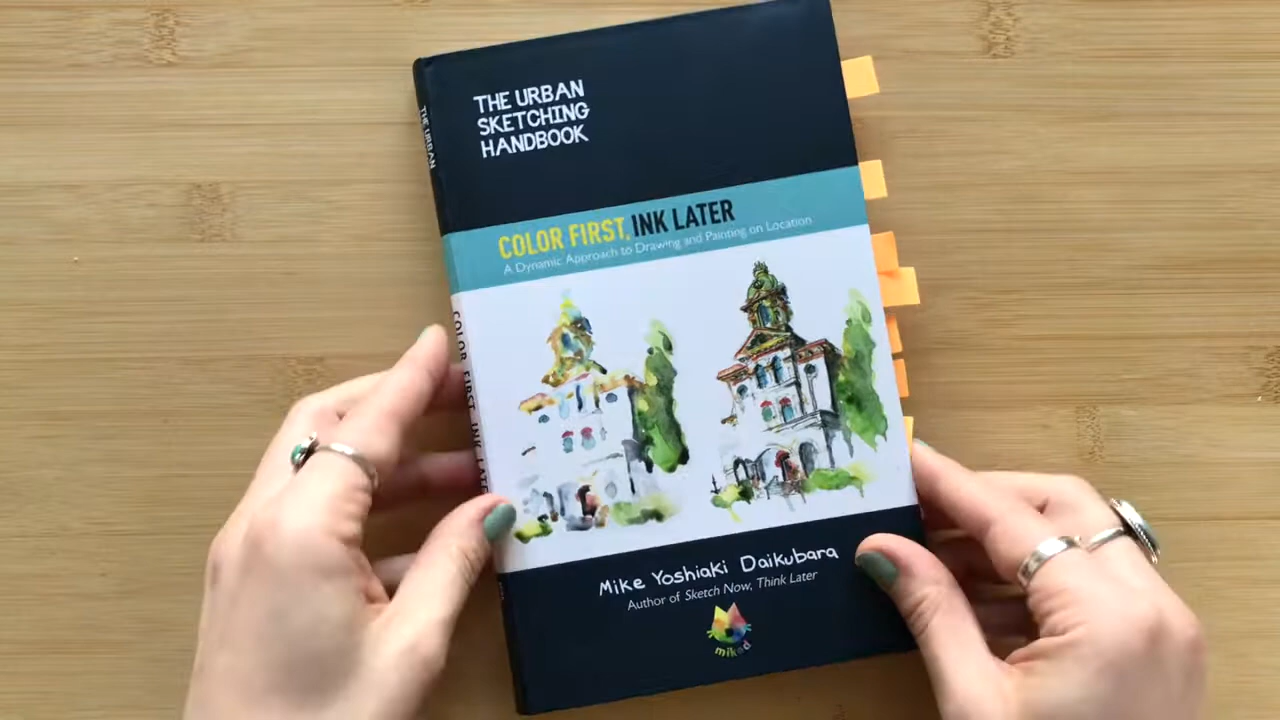 THE URBAN
SKETCHING
HANDBOOK
COLOR FIRST, INK LATER
A Dynamic Approach to Drawing and Painting on Location
Mike Yoshiaki Daikubara
Author of Sketch Now, Think Later
miked
THE URBAN
COLOR FIRST, INK LATE